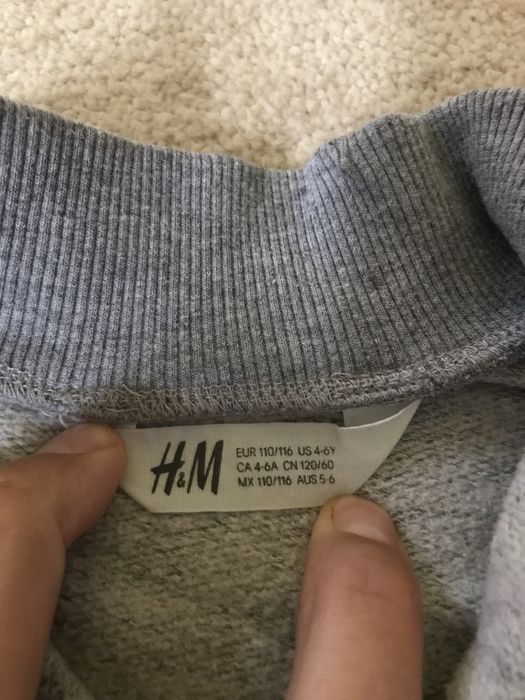 H&M
EUR 110/116 US 4-6Y
CA 4-6A CN 120/60
MX 110/116 AUS 5-6